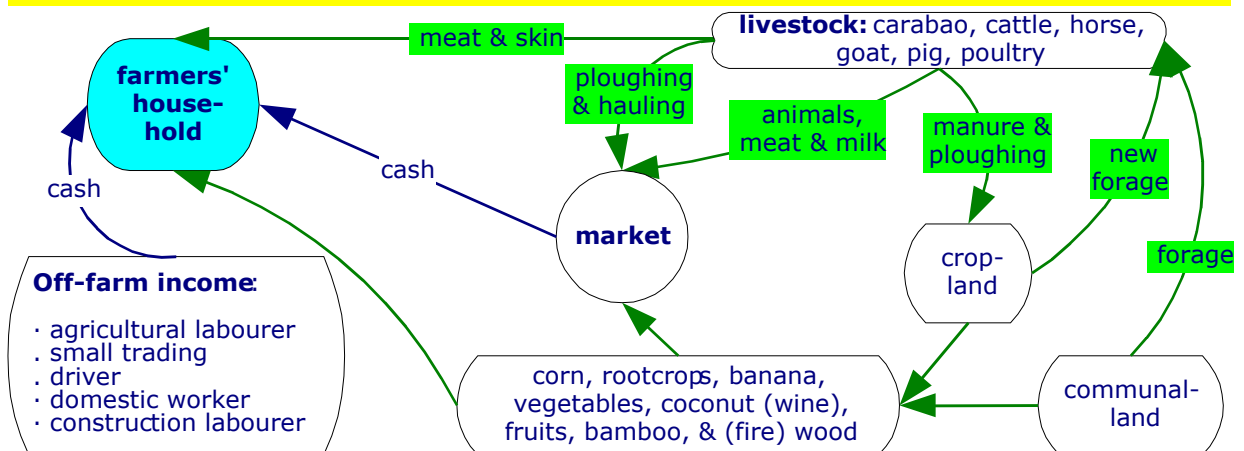 livestock: carabao, cattle, horse,
goat, pig, poultry
meat & skin
farmers'
house-
hold
ploughing
& hauling
animals,
meat & milk
manure &
ploughing
new
forage
cash
cash
market
crop-
land
forage
Off-farm income:
· agricultural labourer
. small trading
. driver
· domestic worker
· construction labourer
corn, rootcrops, banana,
vegetables, coconut (wine),
fruits, bamboo, & (fire) wood
communal-
land